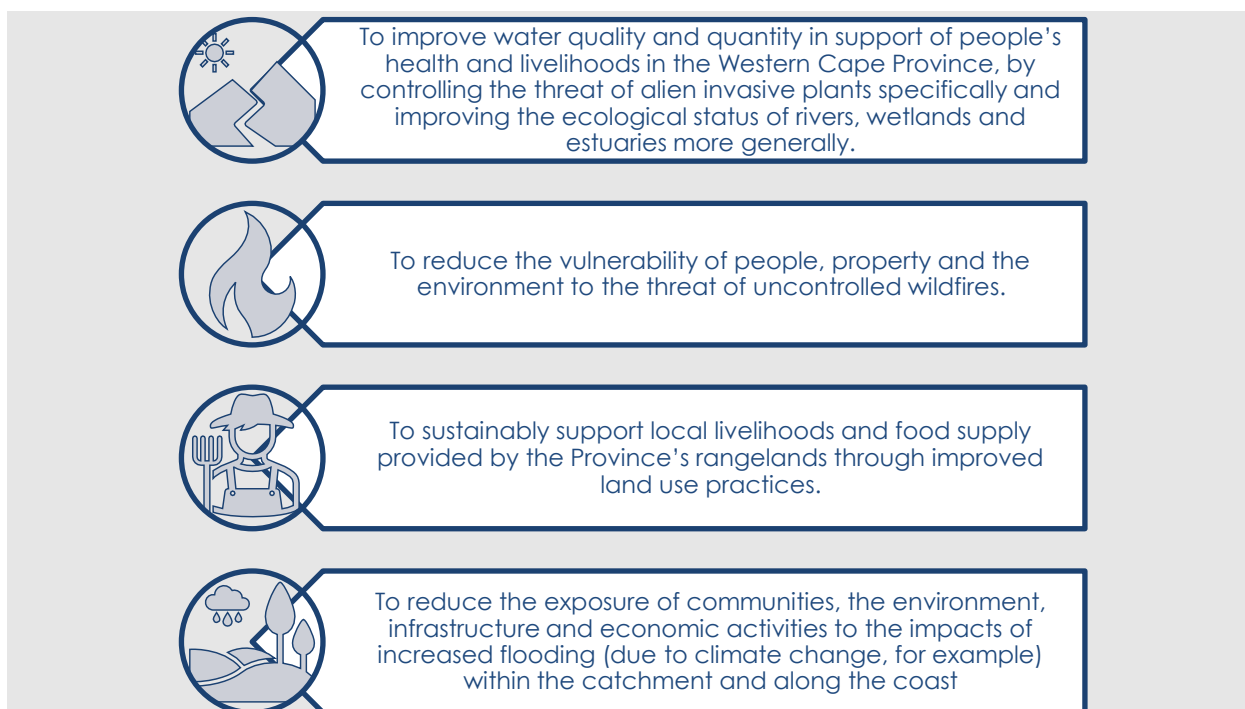 To improve water quality and quantity in support of people's
health and livelihoods in the Western Cape Province, by
controlling the threat of alien invasive plants specifically and
improving the ecological status of rivers, wetlands and
estuaries more generally.
To reduce the vulnerability of people, property and the
environment to the threat of uncontrolled wildfires.
To sustainably support local livelihoods and food supply
provided by the Province's rangelands through improved
land use practices.
To reduce the exposure of communities, the environment,
infrastructure and economic activities to the impacts of
increased flooding (due to climate change, for example)
within the catchment and along the coast